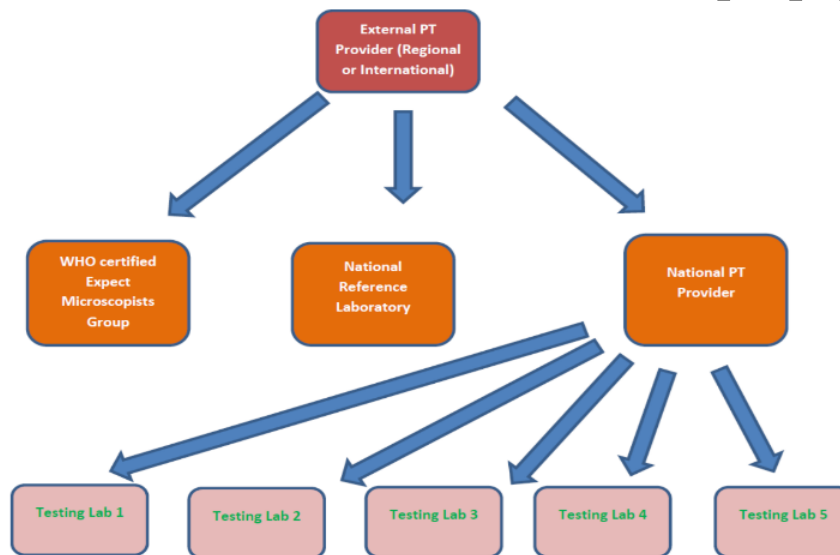 External PT
Provider (Regional
or International)
WHO certified
Expect
Microscopists
Group
National
Reference
Laboratory
National PT
Provider
Testing Lab 1
Testing Lab 2
Testing Lab 3
Testing Lab 4
Testing Lab 5